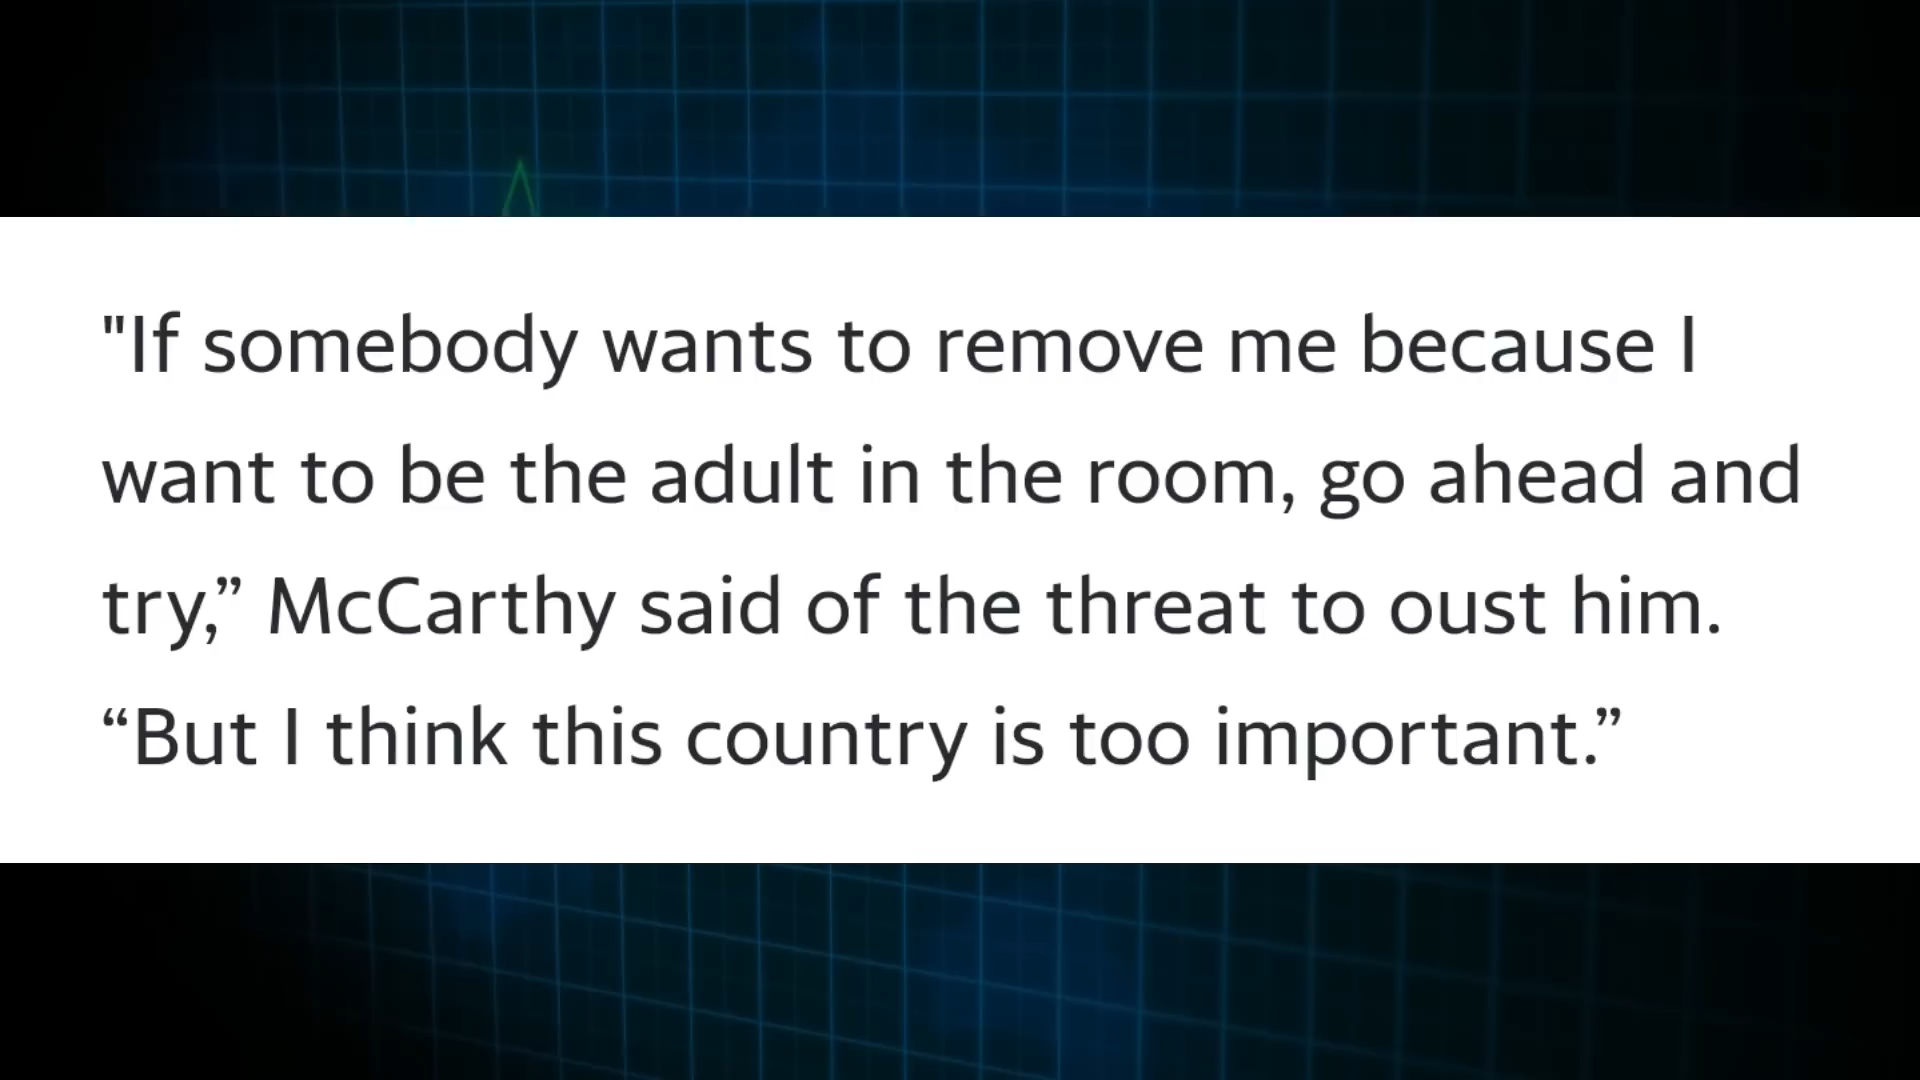 "If somebody wants to remove me because I
want to be the adult in the room, go ahead and
try,” McCarthy said of the threat to oust him.
“But I think this country is too important.”